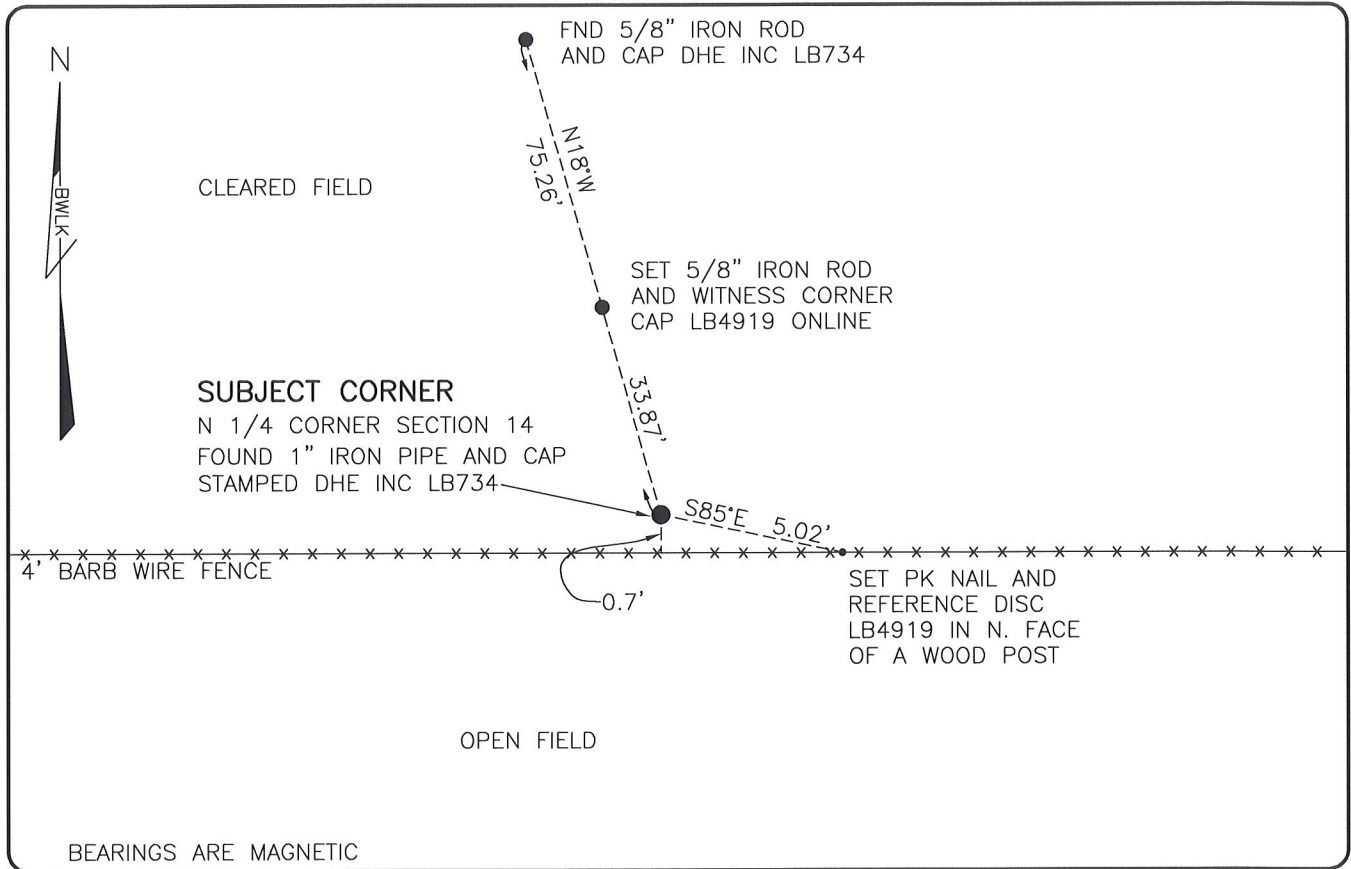 N
BWLK
FND 5/8" IRON ROD
AND CAP DHE INC LB734
N18°W
75.26'
CLEARED FIELD
SET 5/8" IRON ROD
AND WITNESS CORNER
CAP LB4919 ONLINE
33.87'
SUBJECT CORNER
N 1/4 CORNER SECTION 14
FOUND 1" IRON PIPE AND CAP
STAMPED DHE INC LB734
S85°E 5.02'
4' BARB WIRE FENCE
0.7'
SET PK NAIL AND
REFERENCE DISC
LB4919 IN N. FACE
OF A WOOD POST
OPEN FIELD
BEARINGS ARE MAGNETIC